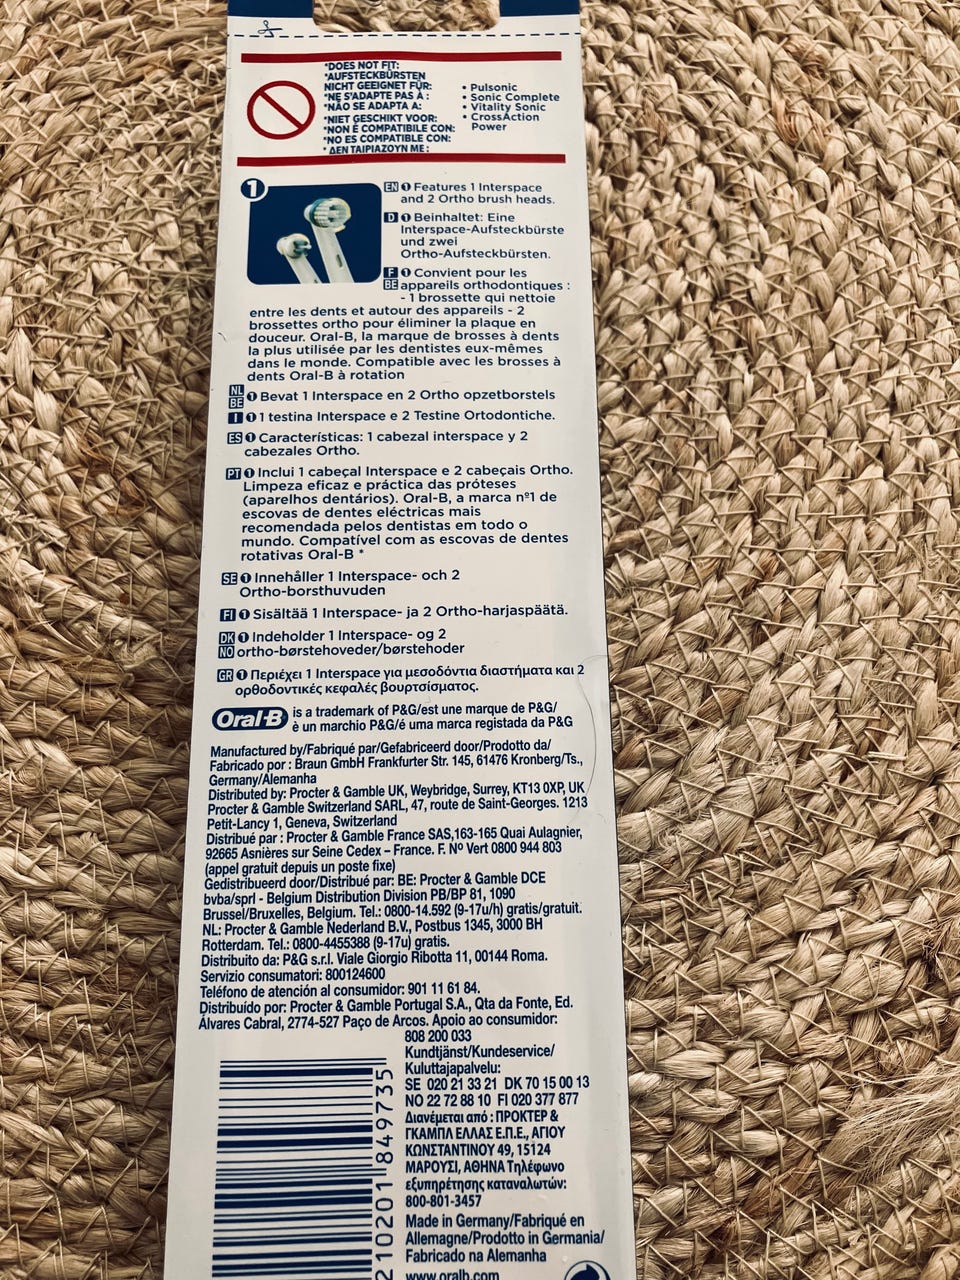 *DOES NOT FIT:
*AUFSTECKBÜRSTEN
NICHT GEEIGNET FÜR:
*NE S'ADAPTE PAS À :
*NÃO SE ADAPTA A:
*NIET GESCHIKT VOOR:
*NON È COMPATIBILE CON:
*NO ES COMPATIBLE CON:
* ΔΕΝ ΤΑΙΡΙΑΖΟΥΝ ΜΕ :
• Pulsonic
• Sonic Complete
• Vitality Sonic
• CrossAction
Power
1
EN 1 Features 1 Interspace
and 2 Ortho brush heads.
D 1 Beinhaltet: Eine
Interspace-Aufsteckbürste
und zwei
Ortho-Aufsteckbürsten.
F 1 Convient pour les
BE appareils orthodontiques :
- 1 brossette qui nettoie
entre les dents et autour des appareils - 2
brossettes ortho pour éliminer la plaque en
douceur. Oral-B, la marque de brosses à dents
la plus utilisée par les dentistes eux-mêmes
dans le monde. Compatible avec les brosses à
dents Oral-B à rotation
NL BE 1 Bevat 1 Interspace en 2 Ortho opzetborstels
I 1 1 testina Interspace e 2 Testine Ortodontiche.
ES 1 Características: 1 cabezal interspace y 2
cabezales Ortho.
PT 1 Inclui 1 cabeçal Interspace e 2 cabeçais Ortho.
Limpeza eficaz e práctica das próteses
(aparelhos dentários). Oral-B, a marca nº1 de
escovas de dentes eléctricas mais
recomendada pelos dentistas em todo o
mundo. Compatível com as escovas de dentes
rotativas Oral-B *
SE 1 Innehåller 1 Interspace- och 2
Ortho-borsthuvuden
FI 1 Sisältää 1 Interspace- ja 2 Ortho-harjaspäätä.
DK 1 Indeholder 1 Interspace- og 2
NO ortho-børstehoveder/børstehoder
GR 1 Περιέχει 1 Interspace για μεσοδόντια διαστήματα και 2
ορθοδοντικές κεφαλές βουρτσίσματος.
Oral-B is a trademark of P&G/est une marque de P&G/
è un marchio P&G/é uma marca registada da P&G
Manufactured by/Fabriqué par/Gefabriceerd door/Prodotto da/
Fabricado por : Braun GmbH Frankfurter Str. 145, 61476 Kronberg/Ts.,
Germany/Alemanha
Distributed by: Procter & Gamble UK, Weybridge, Surrey, KT13 0XP, UK
Procter & Gamble Switzerland SARL, 47, route de Saint-Georges. 1213
Petit-Lancy 1, Geneva, Switzerland
Distribué par : Procter & Gamble France SAS,163-165 Quai Aulagnier,
92665 Asnières sur Seine Cedex – France. F. Nº Vert 0800 944 803
(appel gratuit depuis un poste fixe)
Gedistribueerd door/Distribué par: BE: Procter & Gamble DCE
bvba/sprl - Belgium Distribution Division PB/BP 81, 1090
Brussel/Bruxelles, Belgium. Tel.: 0800-14.592 (9-17u/h) gratis/gratuit.
NL: Procter & Gamble Nederland B.V., Postbus 1345, 3000 BH
Rotterdam. Tel.: 0800-4455388 (9-17u) gratis.
Distribuito da: P&G s.r.l. Viale Giorgio Ribotta 11, 00144 Roma.
Servizio consumatori: 800124600
Teléfono de atención al consumidor: 901 11 61 84.
Distribuído por: Procter & Gamble Portugal S.A., Qta da Fonte, Ed.
Álvares Cabral, 2774-527 Paço de Arcos. Apoio ao consumidor:
808 200 033
Kundtjänst/Kundeservice/
Kuluttajapalvelu:
SE 020 21 33 21 DK 70 15 00 13
NO 22 72 88 10 FI 020 377 877
Διανέμεται από : ΠΡΟΚΤΕΡ &
ΓΚΑΜΠΛ ΕΛΛΑΣ Ε.Π.Ε., ΑΓΙΟΥ
ΚΩΝΣΤΑΝΤΙΝΟΥ 49, 15124
ΜΑΡΟΥΣΙ, ΑΘΗΝΑ Τηλέφωνο
εξυπηρέτησης καταναλωτών:
800-801-3457
Made in Germany/Fabriqué en
Allemagne/Prodotto in Germania/
Fabricado na Alemanha
www.oralb.com
210201849735